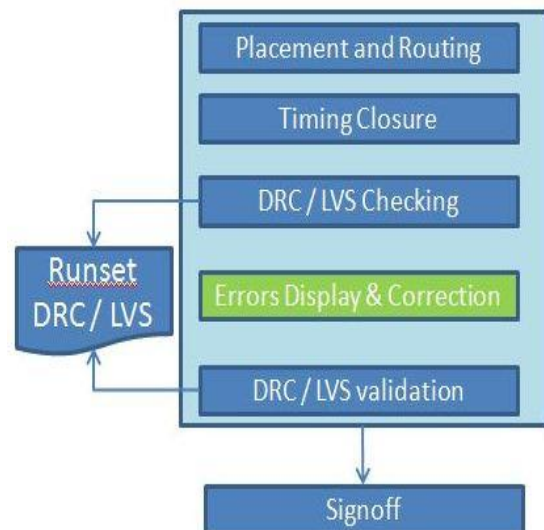 Placement and Routing
Timing Closure
DRC / LVS Checking
Runset
DRC / LVS
Errors Display & Correction
DRC / LVS validation
Signoff